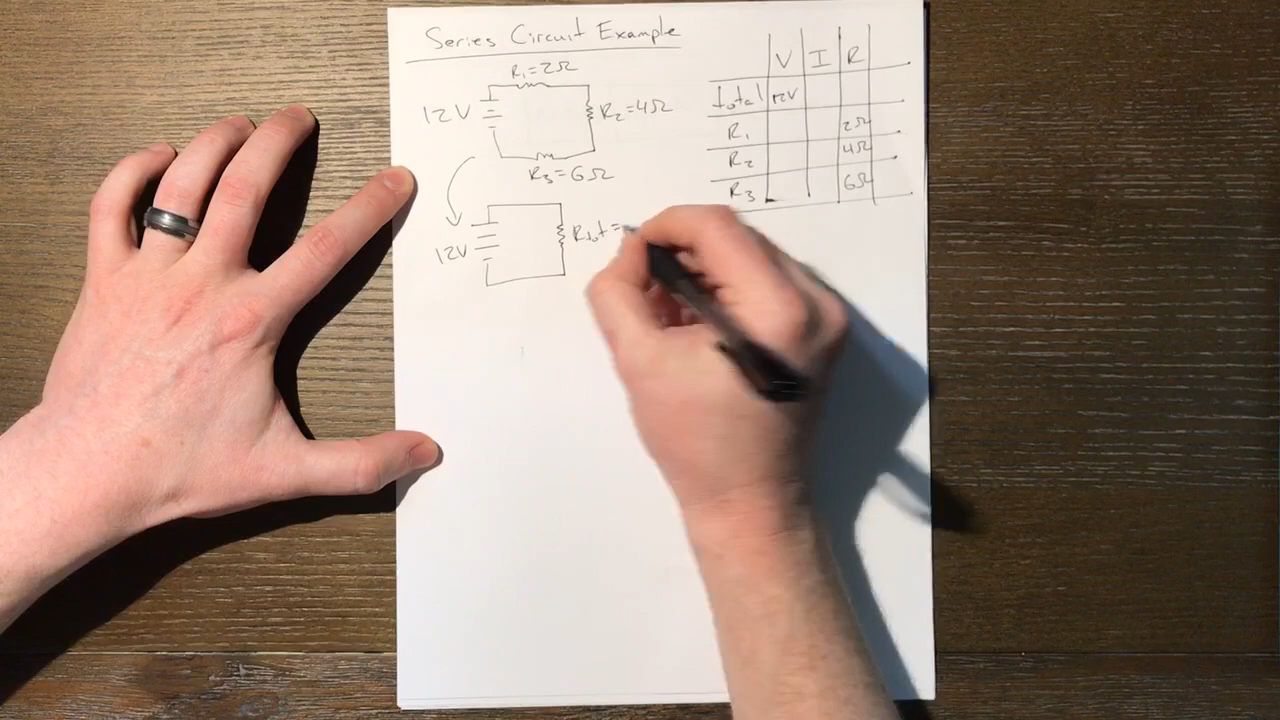 Series Circuit Example
R₁=2Ω
12V
R₂=4Ω
R₃=6Ω
12V
Rtot=
V I R
total 12V
R₁ 2Ω
R₂ 4Ω
R₃ 6Ω